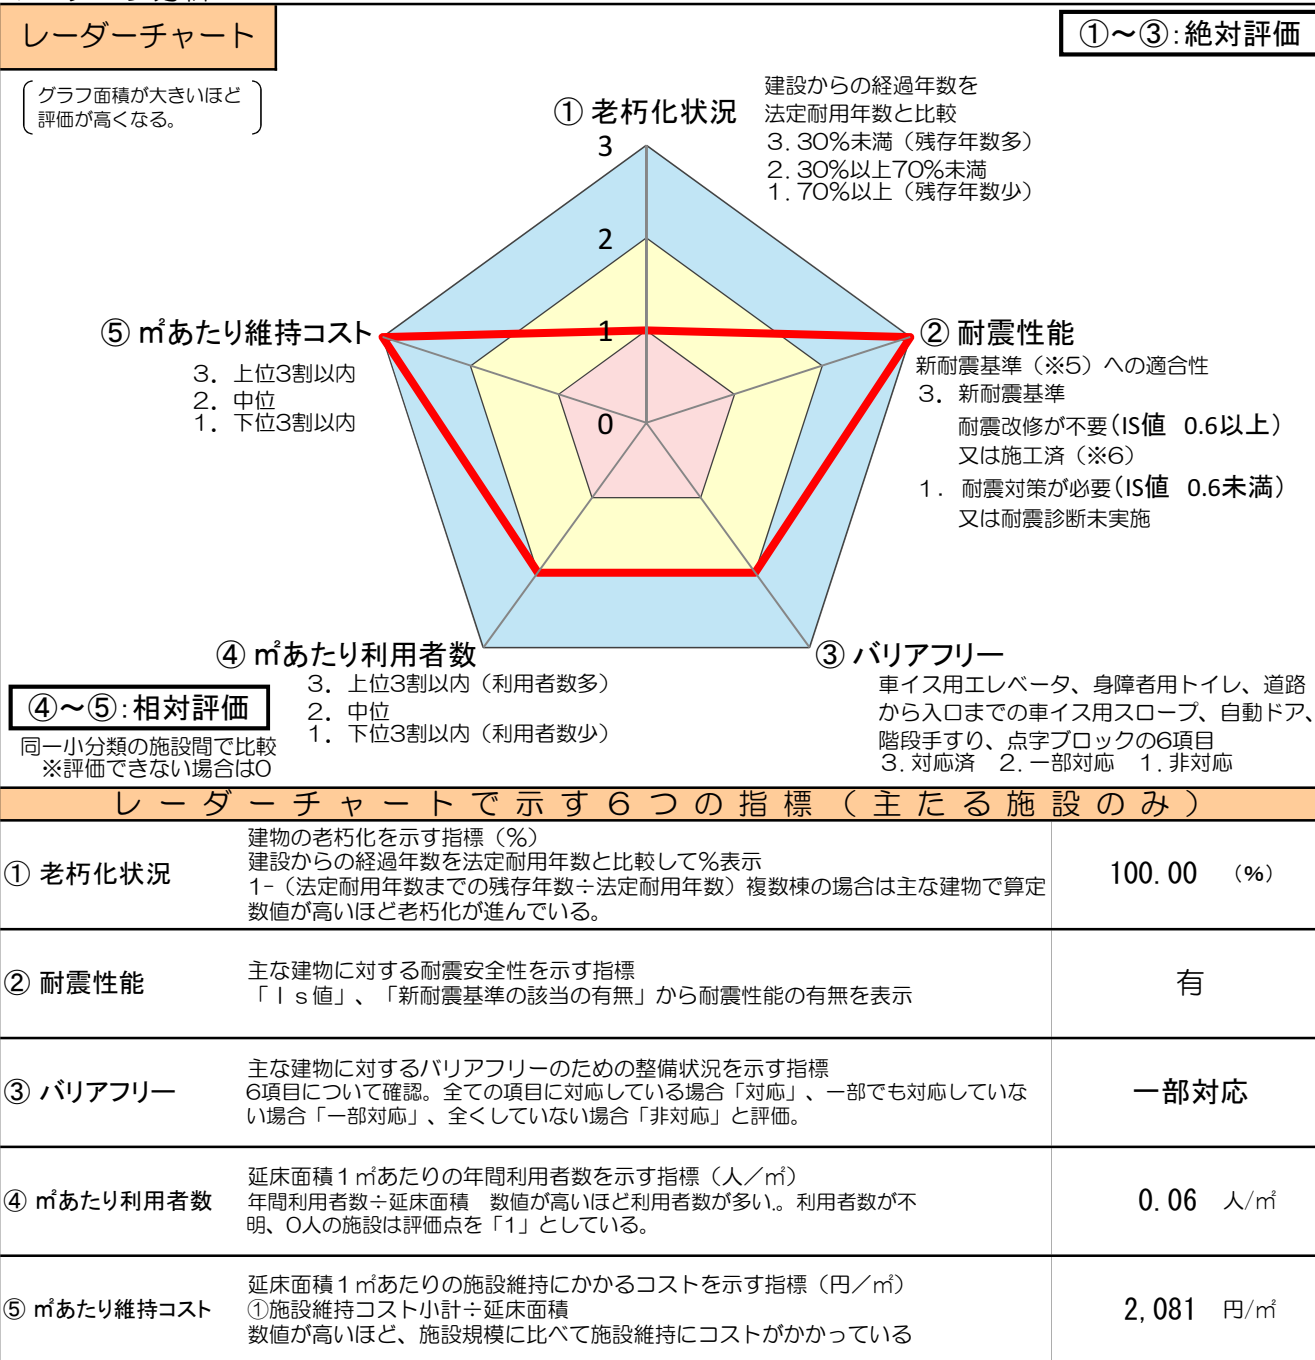 レーダーチャート
①～③:絶対評価
グラフ面積が大きいほど
評価が高くなる。
① 老朽化状況
建設からの経過年数を
法定耐用年数と比較
３.３０%未満（残存年数多）
２.３０%以上７０%未満
１.７０%以上（残存年数少）
3
2
1
0
⑤ ㎡あたり維持コスト
３．上位3割以内
２．中位
１．下位3割以内
② 耐震性能
新耐震基準（※５）への適合性
３．新耐震基準
耐震改修が不要(IS値 0.6以上)
又は施工済（※６）
１．耐震対策が必要(IS値 0.6未満)
又は耐震診断未実施
④ ㎡あたり利用者数
３．上位3割以内（利用者数多）
２．中位
１．下位3割以内（利用者数少）
③ バリアフリー
車イス用エレベータ、身障者用トイレ、道路
から入口までの車イス用スロープ、自動ドア、
階段手すり、点字ブロックの6項目
３.対応済 ２.一部対応 １.非対応
④～⑤:相対評価
同一小分類の施設間で比較
※評価できない場合は0
レーダーチャートで示す６つの指標（主たる施設のみ）
① 老朽化状況
建物の老朽化を示す指標（%）
建設からの経過年数を法定耐用年数と比較して%表示
1-（法定耐用年数までの残存年数÷法定耐用年数）複数棟の場合は主な建物で算定
数値が高いほど老朽化が進んでいる。
100.00 (%)
② 耐震性能
主な建物に対する耐震安全性を示す指標
「Ｉｓ値」、「新耐震基準の該当の有無」から耐震性能の有無を表示
有
③ バリアフリー
主な建物に対するバリアフリーのための整備状況を示す指標
6項目について確認。全ての項目に対応している場合「対応」、一部でも対応していな
い場合「一部対応」、全くしていない場合「非対応」と評価。
一部対応
④ ㎡あたり利用者数
延床面積１㎡あたりの年間利用者数を示す指標（人／㎡）
年間利用者数÷延床面積　数値が高いほど利用者数が多い。利用者数が不
明、0人の施設は評価点を「1」としている。
0.06 人/㎡
⑤ ㎡あたり維持コスト
延床面積１㎡あたりの施設維持にかかるコストを示す指標（円／㎡）
①施設維持コスト小計÷延床面積
数値が高いほど、施設規模に比べて施設維持にコストがかかっている
2,081 円/㎡